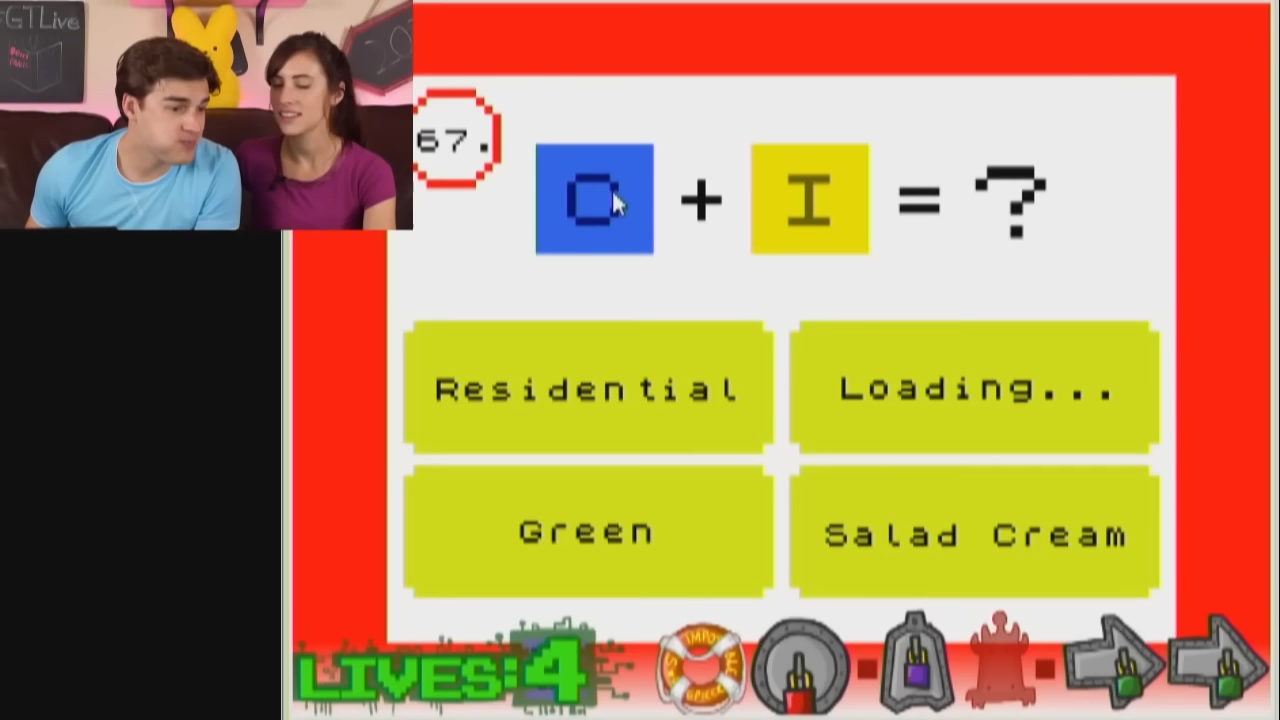 GTLive
67.
C + I = ?
Residential
Loading...
Green
Salad Cream
LIVES:4